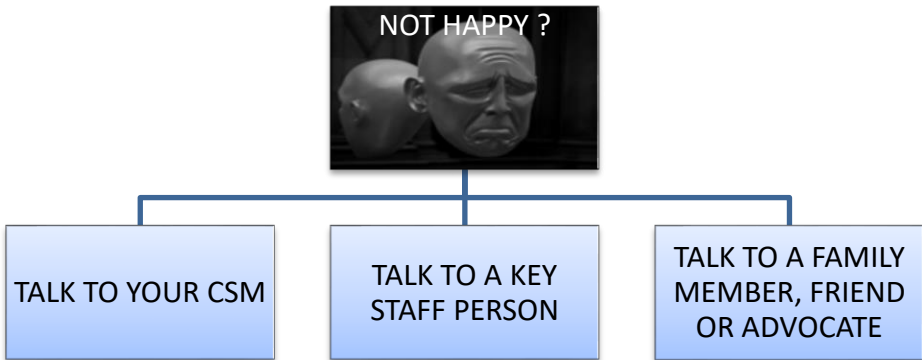 NOT HAPPY ?
TALK TO YOUR CSM
TALK TO A KEY
STAFF PERSON
TALK TO A FAMILY
MEMBER, FRIEND
OR ADVOCATE